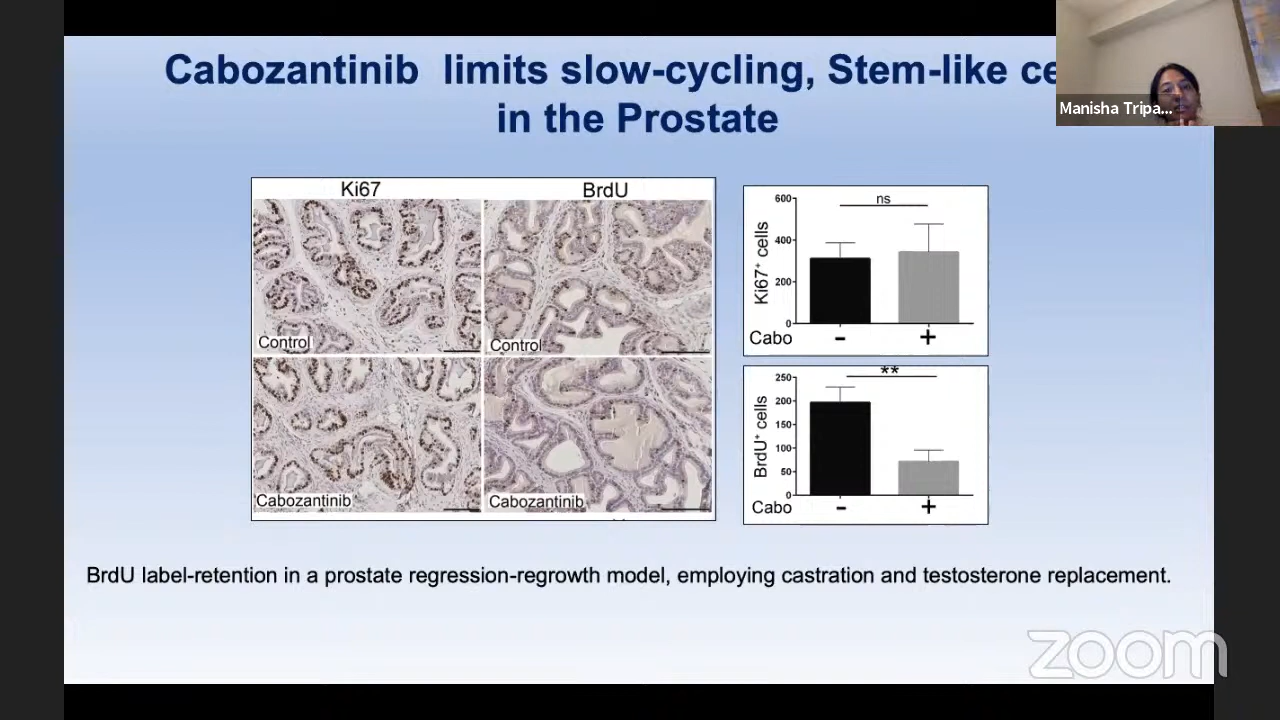 Cabozantinib limits slow-cycling, Stem-like ce
in the Prostate
Manisha Tripa...
Ki67
BrdU
Control
Control
Cabozantinib
Cabozantinib
600
400
200
0
Ki67⁺ cells
ns
Cabo - +
250
200
150
100
50
0
BrdU⁺ cells
**
Cabo - +
BrdU label-retention in a prostate regression-regrowth model, employing castration and testosterone replacement.
zoom